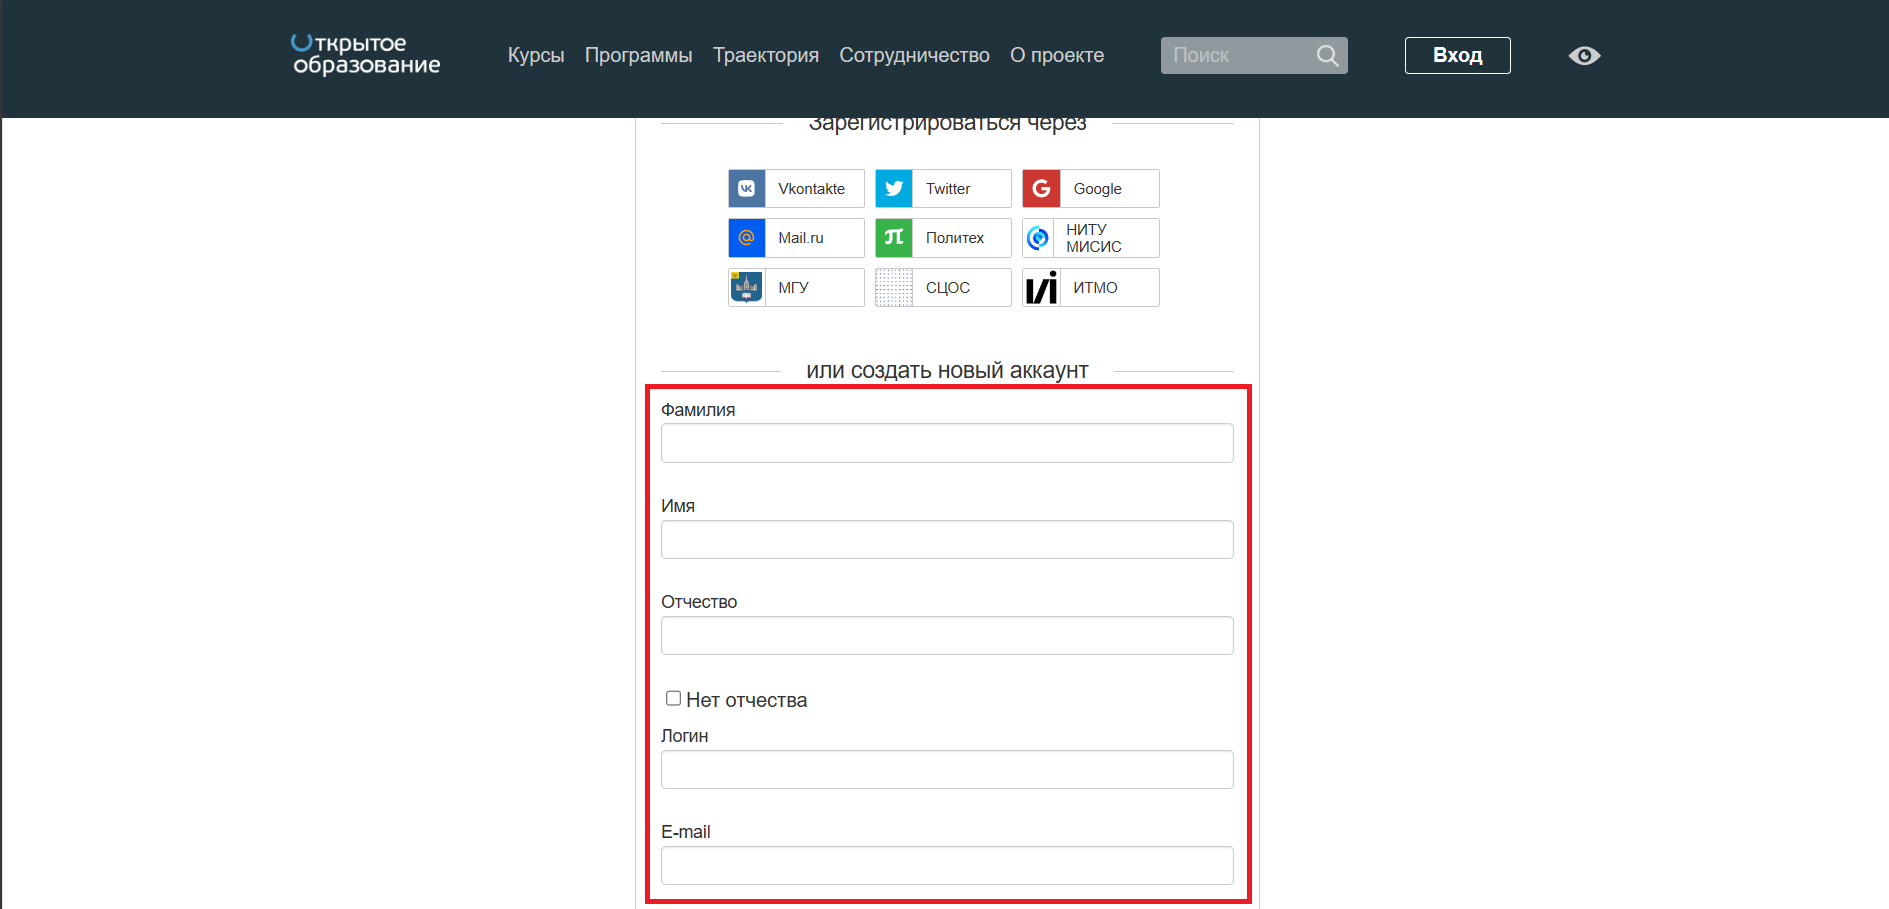 Открытое
образование
Курсы Программы Траектория Сотрудничество О проекте
Поиск
Вход
Зарегистрироваться через
Vkontakte
Twitter
Google
Mail.ru
Политех
НИТУ
МИСИС
МГУ
СЦОС
ИТМО
или создать новый аккаунт
Фамилия
Имя
Отчество
Нет отчества
Логин
E-mail